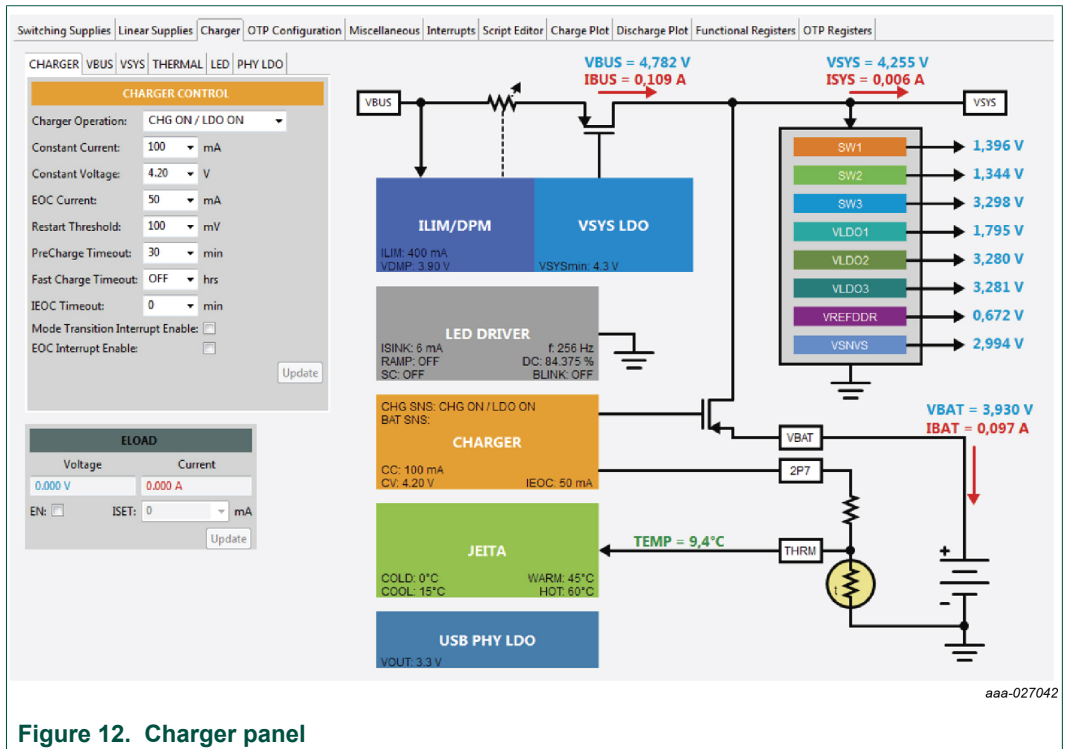 Switching Supplies Linear Supplies Charger OTP Configuration Miscellaneous Interrupts Script Editor Charge Plot Discharge Plot Functional Registers OTP Registers
CHARGER VBUS VSYS THERMAL LED PHY LDO
CHARGER CONTROL
Charger Operation: CHG ON / LDO ON
Constant Current: 100 mA
Constant Voltage: 4.20 V
EOC Current: 50 mA
Restart Threshold: 100 mV
PreCharge Timeout: 30 min
Fast Charge Timeout: OFF hrs
IEOC Timeout: 0 min
Mode Transition Interrupt Enable:
EOC Interrupt Enable:
Update
ELOAD
Voltage Current
0.000 V 0.000 A
EN: ISET: 0 mA
Update
VBUS = 4,782 V
IBUS = 0,109 A
VSYS = 4,255 V
ISYS = 0,006 A
VBUS
VSYS
ILIM/DPM
ILIM: 400 mA
VDMP: 3.90 V
VSYS LDO
VSYSmin: 4.3 V
SW1 1,396 V
SW2 1,344 V
SW3 3,298 V
VLDO1 1,795 V
VLDO2 3,280 V
VLDO3 3,281 V
VREFDDR 0,672 V
VSNVS 2,994 V
LED DRIVER
ISINK: 6 mA f: 256 Hz
RAMP: OFF DC: 84.375 %
SC: OFF BLINK: OFF
CHG SNS: CHG ON / LDO ON
BAT SNS:
CHARGER
CC: 100 mA
CV: 4.20 V IEOC: 50 mA
VBAT = 3,930 V
IBAT = 0,097 A
VBAT
2P7
JEITA
COLD: 0°C WARM: 45°C
COOL: 15°C HOT: 60°C
TEMP = 9,4°C
THRM
t
+
-
USB PHY LDO
VOUT: 3.3 V
aaa-027042
Figure 12. Charger panel